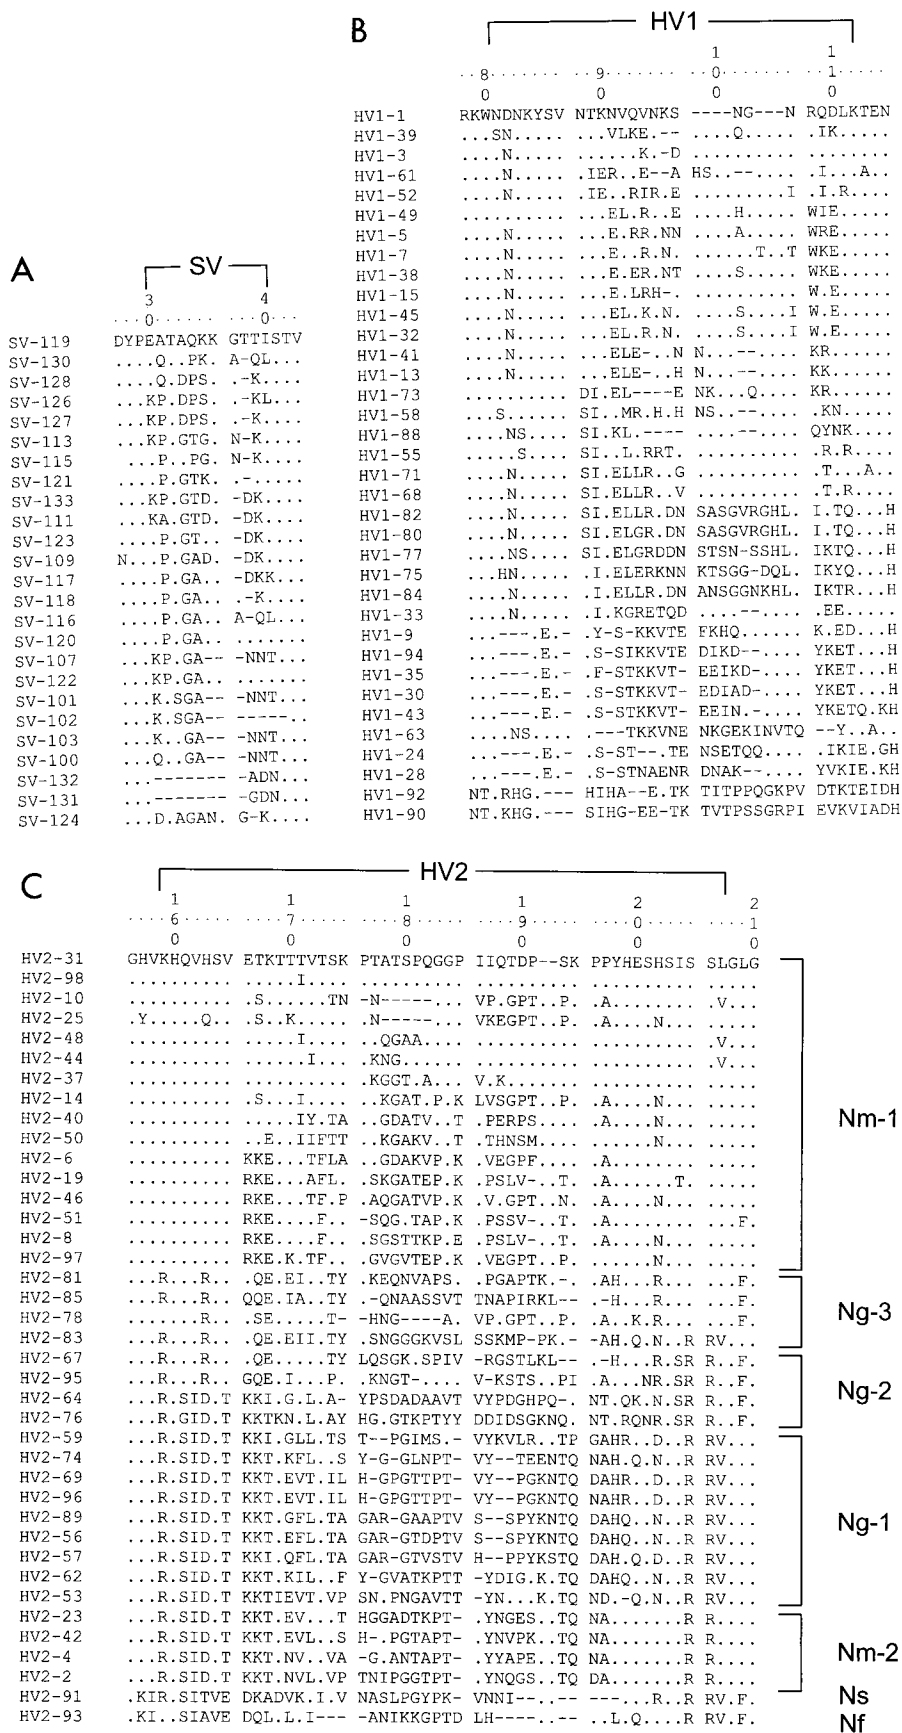 B
HV1
1 1
8 9 0 1
0 0 0 0
HV1-1 RKWNDNKYSV NTKNVQVNKS ----NG---N RQDLKTEN
HV1-39 ...SN..... ...VLKE.-- ....Q..... .IK.....
HV1-3 ....N..... .....K.-D .......... ........
HV1-61 ....N..... .IER..E--A HS..--.... .I...A..
HV1-52 ....N..... .IE..RIR.E .........I .I.R....
HV1-49 .......... ...EL.R..E ....H..... WIE.....
HV1-5 ....N..... ...E.RR.NN ....A..... WRE.....
HV1-7 ....N..... ...E..R.N. ......T..T WKE.....
HV1-38 ....N..... ...E.ER.NT ....S..... WKE.....
HV1-15 ....N..... ...E.LRH-. .......... W.E.....
HV1-45 ....N..... ...EL.K.N. ....S....I W.E.....
HV1-32 ....N..... ...EL.R.N. ....S....I W.E.....
HV1-41 ....N..... ...ELE-..N N...--.... KR......
HV1-13 ....N..... ...ELE--.H N...--.... KK......
HV1-73 .......... DI.EL----E NK...Q.... KR......
HV1-58 ...S...... SI..MR.H.H NS...--... .KN.....
HV1-88 ....NS.... SI.KL.---- ....--.... QYNK....
HV1-55 .....S.... SI..L.RRT. .......... .R.R....
HV1-71 ....N..... SI.ELLR..G .......... .T...A..
HV1-68 ....N..... SI.ELLR..V .......... .T.R....
HV1-82 ....N..... SI.ELLR.DN SASGVRGHL. I.TQ...H
HV1-80 ....N..... SI.ELGR.DN SASGVRGHL. I.TQ...H
HV1-77 ....NS.... SI.ELGRDDN STSN-SSHL. IKTQ...H
HV1-75 ...HN..... .I.ELERKNN KTSGG-DQL. IKYQ...H
HV1-84 ....N..... .I.ELLR.DN ANSGGNKHL. IKTR...H
HV1-33 ....N..... .I.KGRETQD ....--.... .EE.....
HV1-9 ...---.E.- .Y-S-KKVTE FKHQ...... K.ED...H
HV1-94 ...---.E.- .S-SIKKVTE DIKD-..... YKET...H
HV1-35 ...---.E.- .F-STKKVT- EEIKD-.... YKET...H
HV1-30 ...---.E.- .S-STKKVT- EDIAD-.... YKET...H
HV1-43 ...---.E.- .S-STKKVT- EEIN.-.... YKETQ.KH
HV1-63 ....NS.... ---TKKVNE NKGEKINVTQ --Y..A..
HV1-24 ...---.E.- .S-ST--.TE NSETQQ.... .IKIE.GH
HV1-28 ...---.E.- .S-STNAENR DNAK-..... YVKIE.KH
HV1-92 NT.RHG.--- HIHA--E.TK TITPPQGKPV DTKTEIDH
HV1-90 NT.KHG.--- SIHG-EE-TK TVTPSSGRPI EVKVIADH
A
SV
3 4
0 0
SV-119 DYPEATAQKK GTTISTV
SV-130 ....Q..PK. A-QL...
SV-128 ....Q.DPS. .-K....
SV-126 ...KP.DPS. .-KL...
SV-127 ...KP.DPS. .-K....
SV-113 ...KP.GTG. N-K....
SV-115 ....P..PG. N-K....
SV-121 ....P.GTK. .-.....
SV-133 ...KP.GTD. -DK....
SV-111 ...KA.GTD. -DK....
SV-123 ....P.GT.. -DK....
SV-109 N...P.GAD. -DK....
SV-117 ....P.GA.. -DKK...
SV-118 ....P.GA.. .-K....
SV-116 ....P.GA.. A-QL...
SV-120 ....P.GA.. .......
SV-107 ...KP.GA-- -NNT...
SV-122 ...KP.GA.. .......
SV-101 ...K.SGA-- -NNT...
SV-102 ...K.SGA-- -----..
SV-103 ...K..GA-- -NNT...
SV-100 ...Q..GA-- -NNT...
SV-132 ...------- -ADN...
SV-131 ...------- -GDN...
SV-124 ....D.AGAN. G-K....
C
HV2
1 1 1 1 2 2
6 7 8 9 0 1
0 0 0 0 0 0
HV2-31 GHVKHQVHSV ETKTTTVTSK PTATSPQGGP IIQTDP--SK PPYHESHSIS SLGLG
HV2-98 .......... .....I.... .......... .......... .......... .....
HV2-10 .......... .S.....TN .N-----... VP.GPT..P. .A........ .V...
HV2-25 .Y....Q... .S..K..... .N-----... VKEGPT..P. .A...N.... .....
HV2-48 .......... .....I.... ..QGAA.... .......... .......... .V...
HV2-44 .......... ......I... .KNG...... .......... .......... .V...
HV2-37 .......... .......... .KGGT.A... V.K....... .......... .....
HV2-14 .......... .S...I.... ..KGAT.P.K LVSGPT..P. .A...N.... .....
HV2-40 .......... .....IY.TA ..GDATV..T .PERPS.... .A...N.... .....
HV2-50 .......... ..E.IIFTT ..KGAKV..T .THNSM.... .....N.... .....
HV2-6 .......... KKE...TFLA ..GDAKVP.K .VEGPF.... .A........ .....
HV2-19 .......... RKE...AFL. .SKGATEP.K .PSLV-..T. .A.....T.. .....
HV2-46 .......... RKE...TF.P .AQGATVP.K .V.GPT..N. .A...N.... .....
HV2-51 .......... RKE....F.. -SQG.TAP.K .PSSV-..T. .A........ ...F.
HV2-8 .......... RKE....F.. .SGSTTKP.E .PSLV-..T. .A...N.... .....
HV2-97 .......... RKE.K.TF.. .GVGVTEP.K .VEGPT..P. .....N.... .....
HV2-81 ...R...R.. .QE.EI..TY .KEQNVAPS. .PGAPTK.-. .AH...R... ...F.
HV2-85 ...R...R.. QQE.IA..TY .-QNAASSVT TNAPIRKL-. .-H...R... ...F.
HV2-78 ...R...R.. .SE....T- .HNG----A. VP.GPT..P. .A..K.R... ...F.
HV2-83 ...R...R.. .QE.EII.TY .SNGGGKVSL SSKMP-PK.- -AH.Q.N..R RV...
HV2-67 ...R...R.. .QE....TY LQSGK.SPIV -RGSTLKL-- .-H...R.SR R..F.
HV2-95 ...R...R.. GQE.I..P.. .KNGT-...V V-KSTS..PI .A...NR.SR R..F.
HV2-64 ...R.SID.T KKI.G.L.A- YPSDADAAVT VYPDGHPQ.. NT.QK.N.SR R..F.
HV2-76 ...R.GID.T KKTKN.L.AY HG.GTKPTYY DDIDSGKNQ. NT.RQNR.SR R..F.
HV2-59 ...R.SID.T KKI.GLL.TS T--PGIMS.- VYKVLR..TP GAHR..D..R RV...
HV2-74 ...R.SID.T KKT.KFL..S Y-G-GLNPT- VY--TEENTQ NAH.Q.N..R RV...
HV2-69 ...R.SID.T KKT.EVT.IL H-PGTTPT- VY--PGKNTQ DAHR..D..R RV...
HV2-96 ...R.SID.T KKT.EVT.IL H-GPGTTPT- VY--PGKNTQ NAHR..D..R RV...
HV2-89 ...R.SID.T KKT.GFL.TA GAR-GAAPTV S--SPYKNTQ DAHQ..N..R RV...
HV2-56 ...R.SID.T KKT.EFL.TA GAR-GTDPTV S--SPYKNTQ DAHQ..N..R RV...
HV2-57 ...R.SID.T KKI.QFL.TA GAR-GTVSTV H--PPYKSTQ DAH.Q.D..R RV...
HV2-62 ...R.SID.T KKT.KIL..F Y-GVATKPTT --YDIG.K.TQ DAHQ..N..R RV...
HV2-53 ...R.SID.T KKTIEVT.VP SN.PNGAVTT --YN...K.TQ ND.-Q.N..R RV...
HV2-23 ...R.SID.T KKT.EV...T HGGADTKPT- .YNGES..TQ NA.......R R....
HV2-42 ...R.SID.T KKT.EVL..S H-.PGTAPT- .YNVPK..TQ NA.......R R....
HV2-4 ...R.SID.T KKT.NV..VA -G.ANTAPT- .YYAPE..TQ NA.......R R....
HV2-2 ...R.SID.T KKT.NVL.VP TNIPGGTPT- .YNQGS..TQ DA.......R R....
HV2-91 .KIR.SITVE DKADVK.I.V NASLPGYPK- VNNI...--- ----..R..R RV.F.
HV2-93 .KI..SITVE DQL.L.I--- .ANIKKGPTD LH----.... ..L.Q....R RV.F.
Nm-1
Ng-3
Ng-2
Ng-1
Nm-2
Ns
Nf